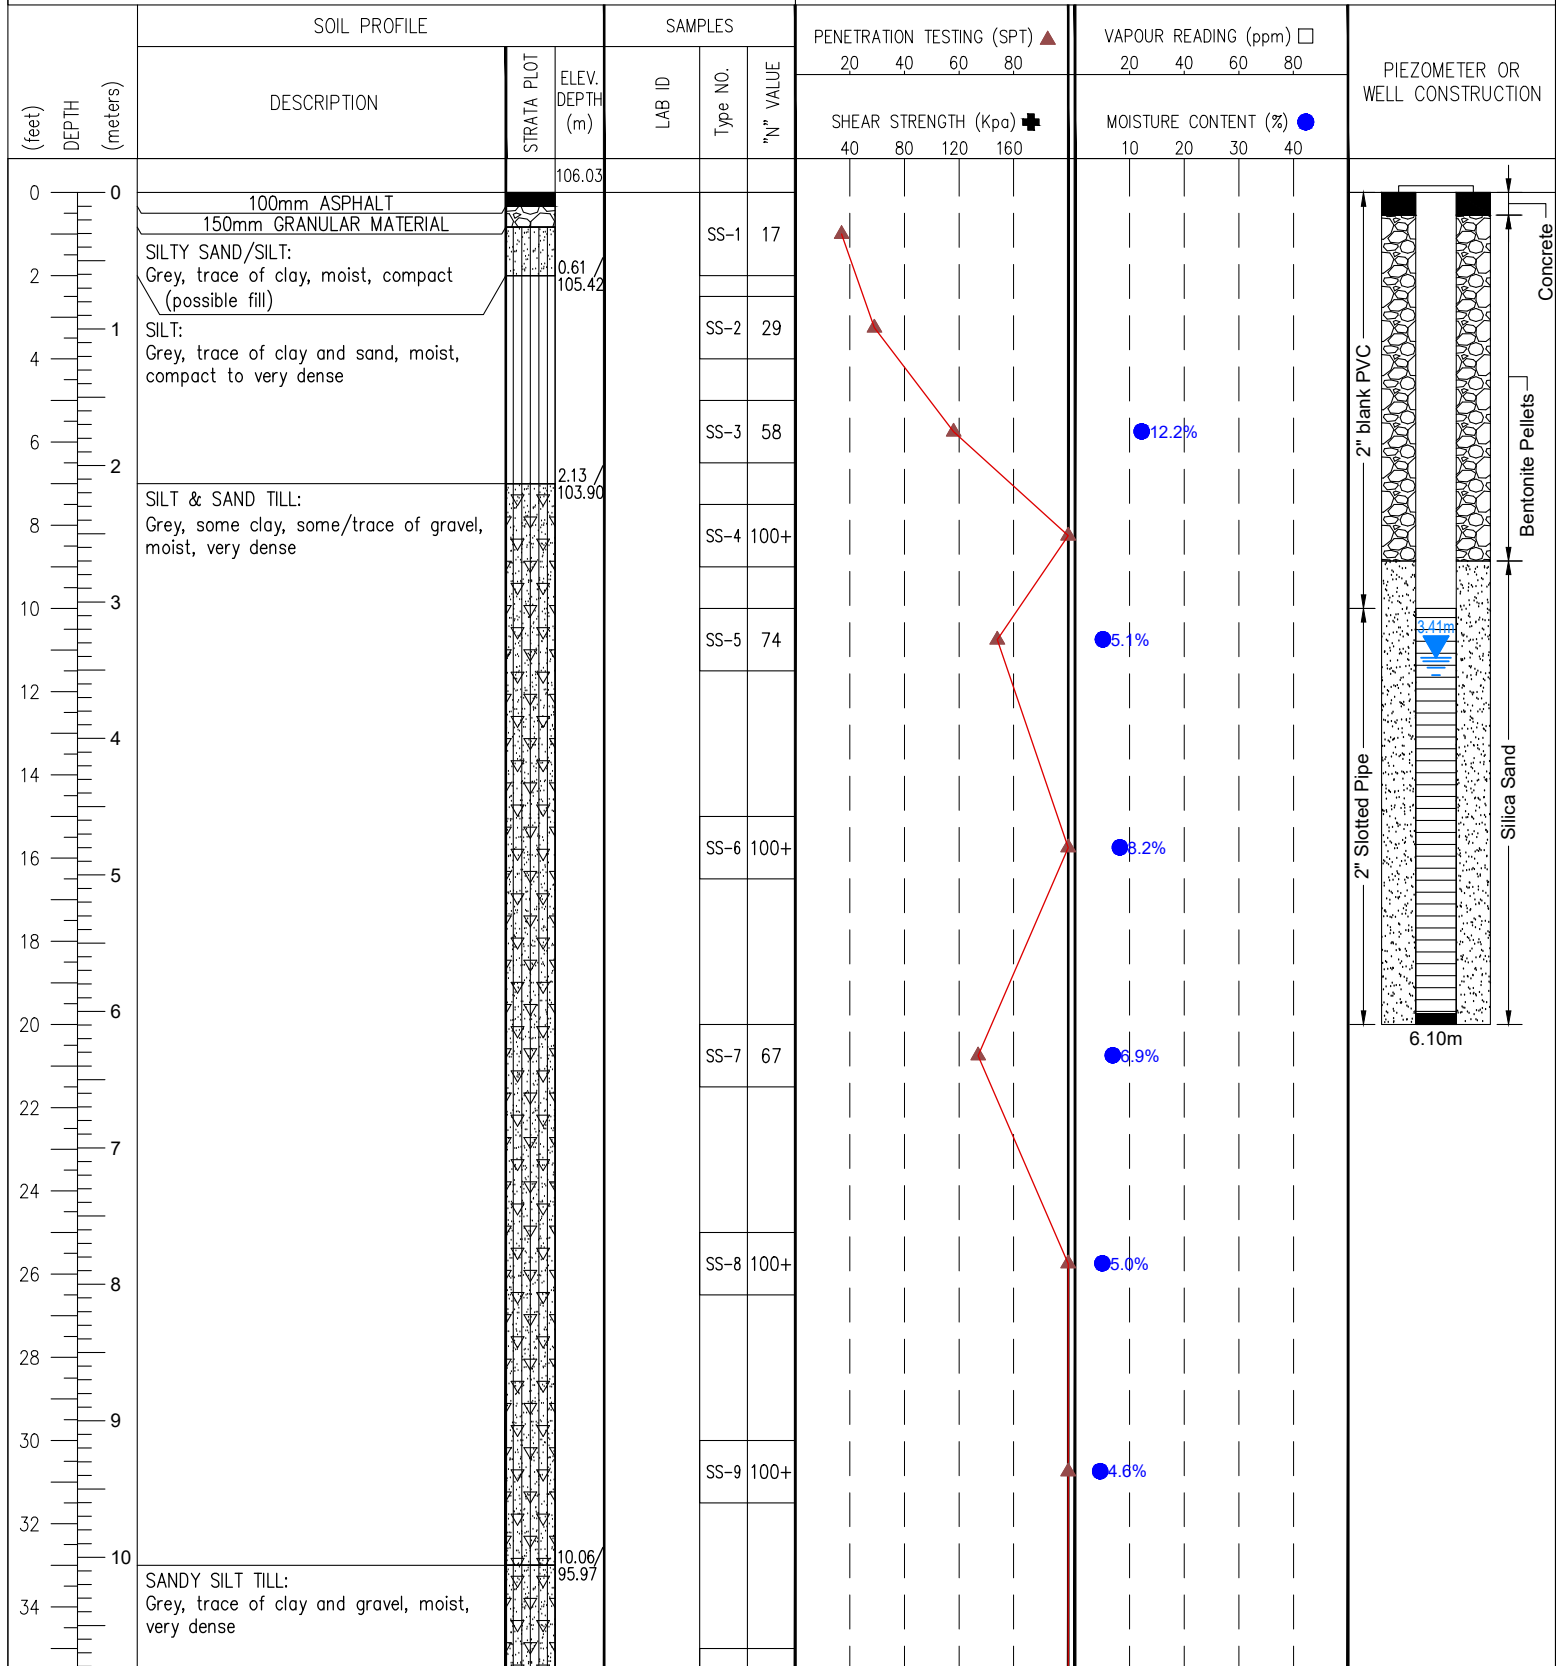 SOIL PROFILE
SAMPLES
PENETRATION TESTING (SPT)
20 40 60 80
SHEAR STRENGTH (Kpa)
40 80 120 160
VAPOUR READING (ppm)
20 40 60 80
MOISTURE CONTENT (%)
10 20 30 40
PIEZOMETER OR
WELL CONSTRUCTION
(feet)
DEPTH
(meters)
DESCRIPTION
STRATA PLOT
ELEV.
DEPTH
(m)
LAB ID
Type NO.
"N" VALUE
106.03
0 0
100mm ASPHALT
150mm GRANULAR MATERIAL
SILTY SAND/SILT:
Grey, trace of clay, moist, compact
(possible fill)
0.61 /
105.42
SS-1 17
2
SILT:
Grey, trace of clay and sand, moist,
compact to very dense
1
SS-2 29
4
SS-3 58
12.2%
6
2
2.13 /
103.90
SILT & SAND TILL:
Grey, some clay, some/trace of gravel,
moist, very dense
8
SS-4 100+
3
10
SS-5 74
5.1%
12
4
14
SS-6 100+
8.2%
16
5
18
6
20
SS-7 67
6.9%
22
7
24
SS-8 100+
5.0%
26
8
28
9
30
SS-9 100+
4.6%
32
10
10.06/
95.97
SANDY SILT TILL:
Grey, trace of clay and gravel, moist,
very dense
34
Concrete
2" blank PVC
Bentonite Pellets
3.41m
2" Slotted Pipe
Silica Sand
6.10m